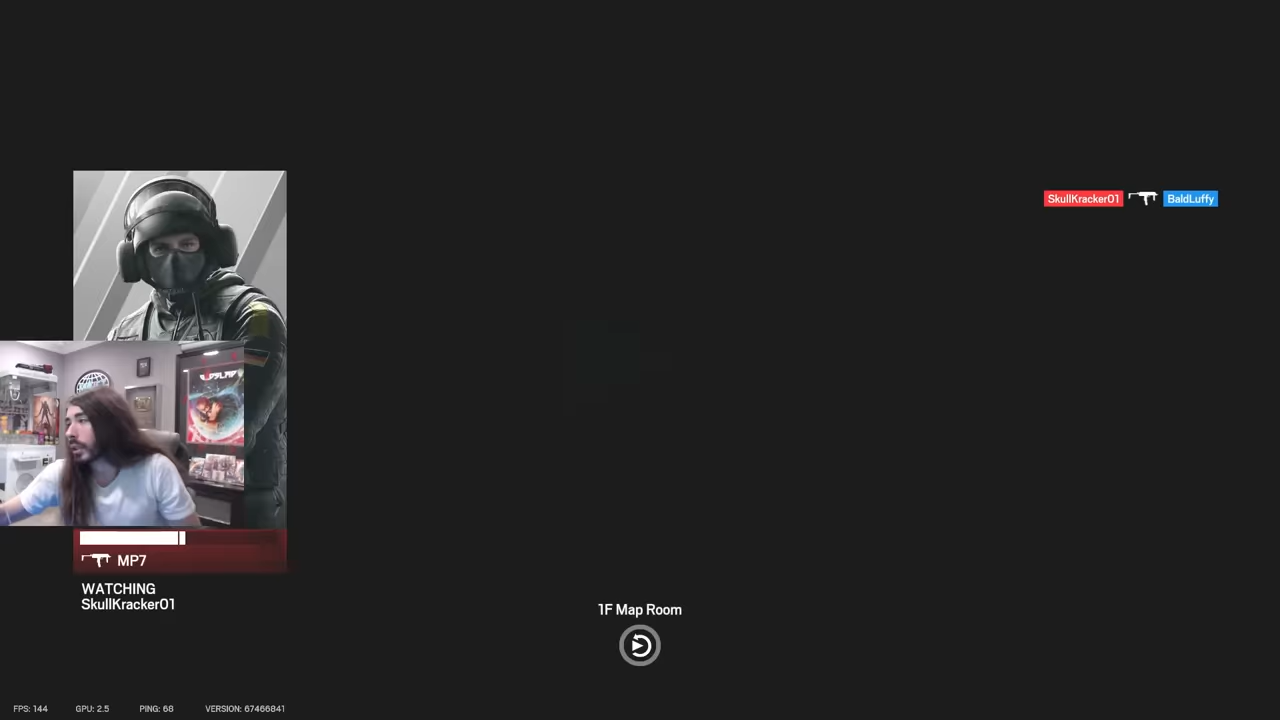 SkullKracker01 BaldLuffy
MP7
WATCHING
SkullKracker01
1F Map Room
FPS: 144 GPU: 2.5 PING: 68 VERSION: 67466841